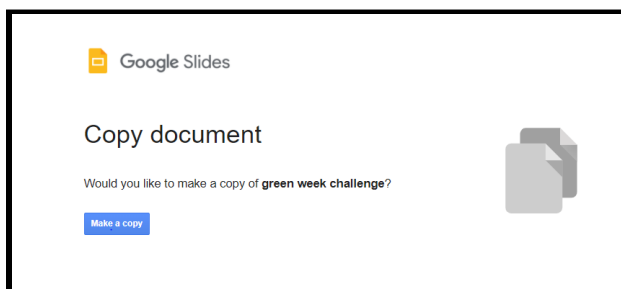 Google Slides
Copy document
Would you like to make a copy of green week challenge?
Make a copy